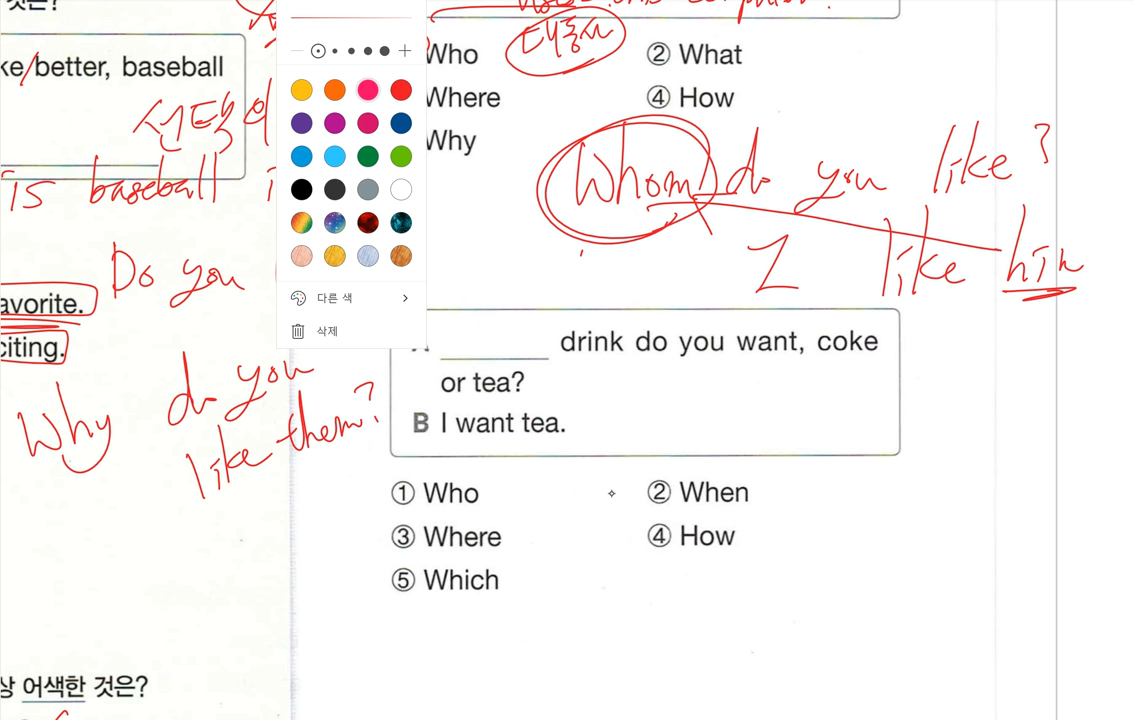 것은?
ke/better, baseball
선택의
is baseball
Do you
avorite.
citing.
Why do you
like them?
상 어색한 것은?
다른 색
삭제
대동사
Who
② What
Where
④ How
Why
Whom do you like?
I like him
drink do you want, coke
or tea?
B I want tea.
① Who
② When
③ Where
④ How
⑤ Which